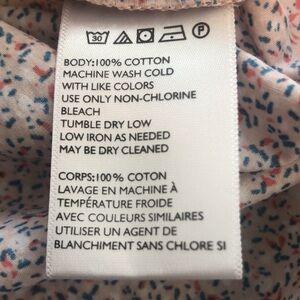 30 P
BODY:100% COTTON
MACHINE WASH COLD
WITH LIKE COLORS
USE ONLY NON-CHLORINE
BLEACH
TUMBLE DRY LOW
LOW IRON AS NEEDED
MAY BE DRY CLEANED
CORPS:100% COTON
LAVAGE EN MACHINE À
TEMPÉRATURE FROIDE
AVEC COULEURS SIMILAIRES
UTILISER UN AGENT DE
BLANCHIMENT SANS CHLORE SI